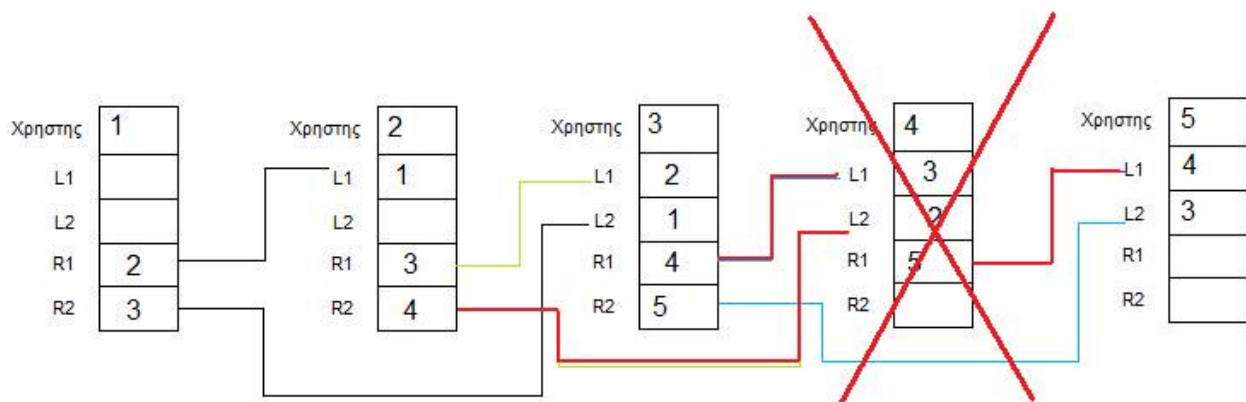 Χρηστης 1
L1
L2
R1 2
R2 3
Χρηστης 2
L1 1
L2
R1 3
R2 4
Χρηστης 3
L1 2
L2 1
R1 4
R2 5
Χρηστης 4
L1 3
L2 2
R1 5
R2
Χρηστης 5
L1 4
L2 3
R1
R2